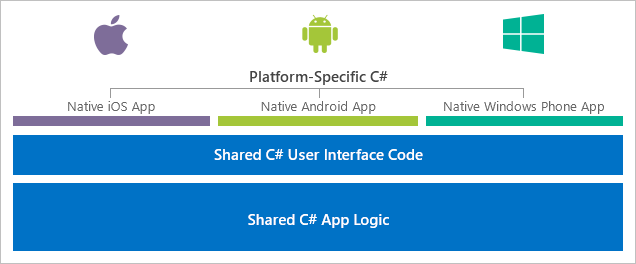 Platform-Specific C#
Native iOS App
Native Android App
Native Windows Phone App
Shared C# User Interface Code
Shared C# App Logic